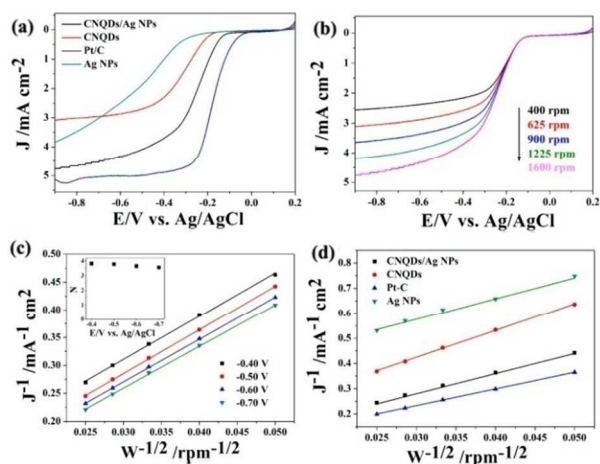 (a)
CNQDs/Ag NPs
CNQDs
Pt/C
Ag NPs
J /mA cm-2
0
1
2
3
4
5
-0.8 -0.6 -0.4 -0.2 0.0 0.2
E/V vs. Ag/AgCl
(b)
400 rpm
625 rpm
900 rpm
1225 rpm
1600 rpm
J /mA cm-2
0
1
2
3
4
5
-0.8 -0.6 -0.4 -0.2 0.0 0.2
E/V vs. Ag/AgCl
(c)
J-1 /mA-1 cm2
0.50
0.45
0.40
0.35
0.30
0.25
0.20
N
4
2
0
-0.4 -0.5 -0.6 -0.7
E/V vs. Ag/AgCl
-0.40 V
-0.50 V
-0.60 V
-0.70 V
0.025 0.030 0.035 0.040 0.045 0.050
W-1/2 /rpm-1/2
(d)
CNQDs/Ag NPs
CNQDs
Pt-C
Ag NPs
J-1 /mA-1 cm2
0.8
0.7
0.6
0.5
0.4
0.3
0.2
0.025 0.030 0.035 0.040 0.045 0.050
W-1/2 /rpm-1/2